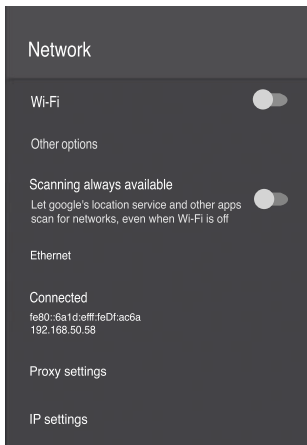 Network
Wi-Fi
Other options
Scanning always available
Let google's location service and other apps
scan for networks, even when Wi-Fi is off
Ethernet
Connected
fe80::6a1d:efff:feDf:ac6a
192.168.50.58
Proxy settings
IP settings